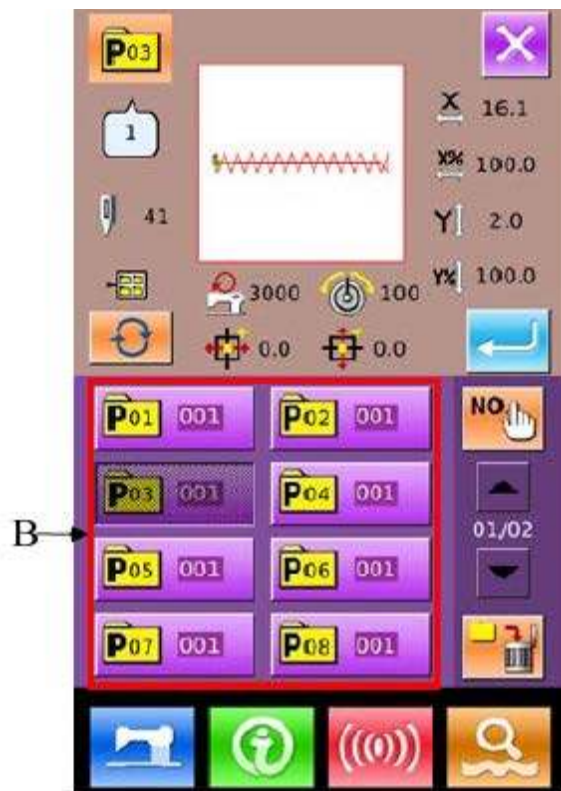 P03
1
X 16.1
X% 100.0
41
Y 2.0
3000
100
Y% 100.0
0.0
0.0
P01 001
P02 001
NO
P03 001
P04 001
B
01/02
P05 001
P06 001
P07 001
P08 001